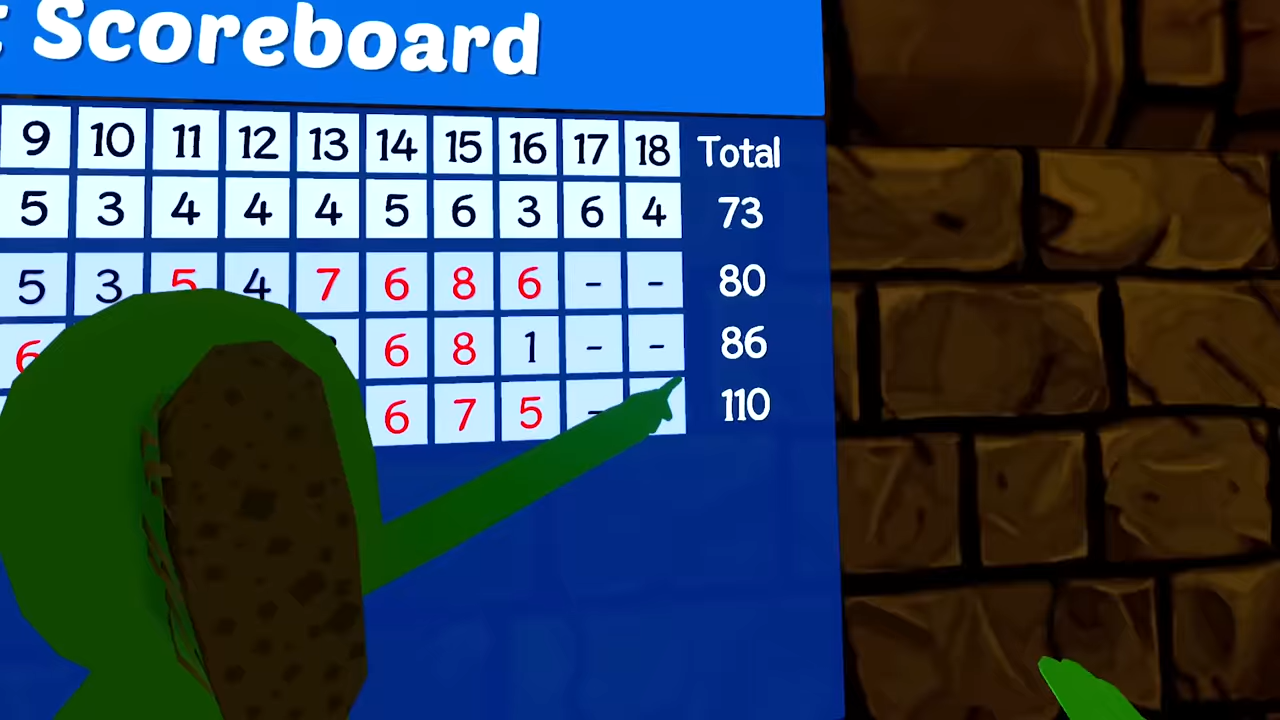 Scoreboard
9 10 11 12 13 14 15 16 17 18 Total
5 3 4 4 4 5 6 3 6 4 73
5 3 5 4 7 6 8 6 - - 80
6 6 8 1 - - 86
6 7 5 - 110